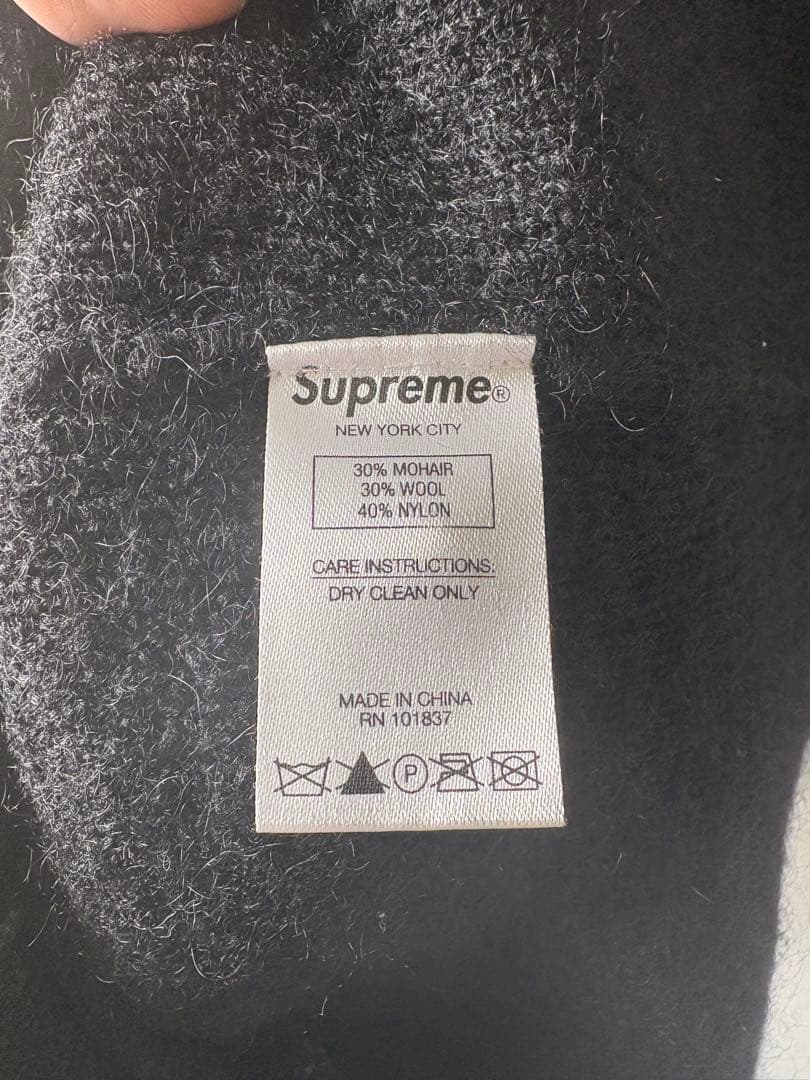 Supreme®
NEW YORK CITY
30% MOHAIR
30% WOOL
40% NYLON
CARE INSTRUCTIONS:
DRY CLEAN ONLY
MADE IN CHINA
RN 101837
P